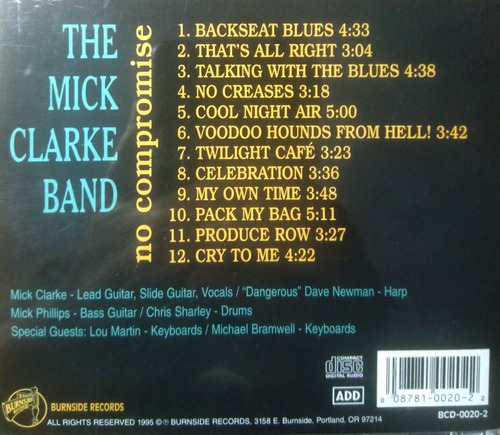 THE
MICK
CLARKE
BAND
no compromise
1. BACKSEAT BLUES 4:33
2. THAT'S ALL RIGHT 3:04
3. TALKING WITH THE BLUES 4:38
4. NO CREASES 3:18
5. COOL NIGHT AIR 5:00
6. VOODOO HOUNDS FROM HELL! 3:42
7. TWILIGHT CAFÉ 3:23
8. CELEBRATION 3:36
9. MY OWN TIME 3:48
10. PACK MY BAG 5:11
11. PRODUCE ROW 3:27
12. CRY TO ME 4:22
Mick Clarke - Lead Guitar, Slide Guitar, Vocals / "Dangerous" Dave Newman - Harp
Mick Phillips - Bass Guitar / Chris Sharley - Drums
Special Guests: Lou Martin - Keyboards / Michael Bramwell - Keyboards
COMPACT
disc
DIGITAL AUDIO
ADD
0 08781-0020-2 2
BCD-0020-2
BURNSIDE
RECORDS
BURNSIDE RECORDS
ALL RIGHTS RESERVED 1995 ©℗ BURNSIDE RECORDS, 3158 E. Burnside, Portland, OR 97214